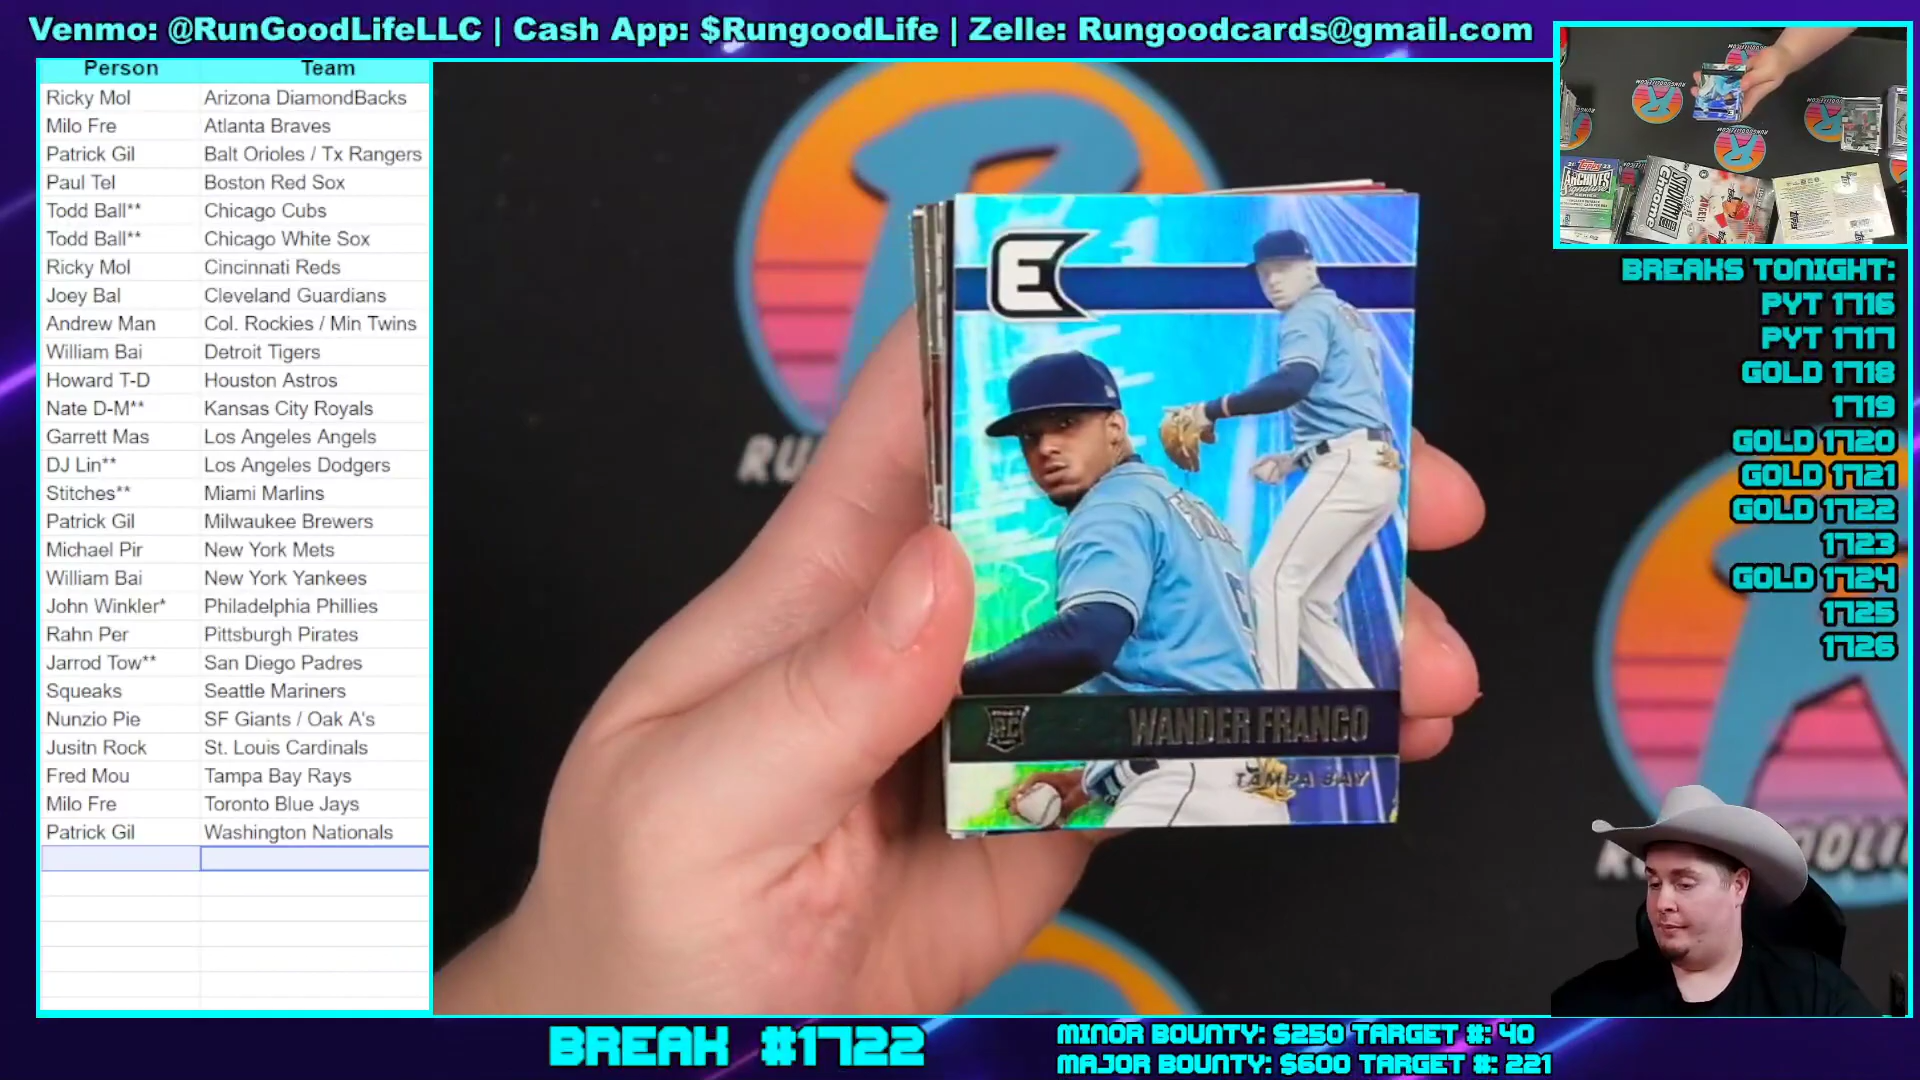 Venmo: @RunGoodLifeLLC | Cash App: $RungoodLife | Zelle: Rungoodcards@gmail.com
Person Team
Ricky Mol Arizona DiamondBacks
Milo Fre Atlanta Braves
Patrick Gil Balt Orioles / Tx Rangers
Paul Tel Boston Red Sox
Todd Ball** Chicago Cubs
Todd Ball** Chicago White Sox
Ricky Mol Cincinnati Reds
Joey Bal Cleveland Guardians
Andrew Man Col. Rockies / Min Twins
William Bai Detroit Tigers
Howard T-D Houston Astros
Nate D-M** Kansas City Royals
Garrett Mas Los Angeles Angels
DJ Lin** Los Angeles Dodgers
Stitches** Miami Marlins
Patrick Gil Milwaukee Brewers
Michael Pir New York Mets
William Bai New York Yankees
John Winkler* Philadelphia Phillies
Rahn Per Pittsburgh Pirates
Jarrod Tow** San Diego Padres
Squeaks Seattle Mariners
Nunzio Pie SF Giants / Oak A's
Jusitn Rock St. Louis Cardinals
Fred Mou Tampa Bay Rays
Milo Fre Toronto Blue Jays
Patrick Gil Washington Nationals
E
RC
WANDER FRANCO
TAMPA BAY
Topps
ARCHIVES
Signature
Chrome
ANGELS
BREAKS TONIGHT:
PYT 1716
PYT 1717
GOLD 1718
1719
GOLD 1720
GOLD 1721
GOLD 1722
1723
GOLD 1724
1725
1726
BREAK #1722
MINOR BOUNTY: $250 TARGET #: 40
MAJOR BOUNTY: $600 TARGET #: 221